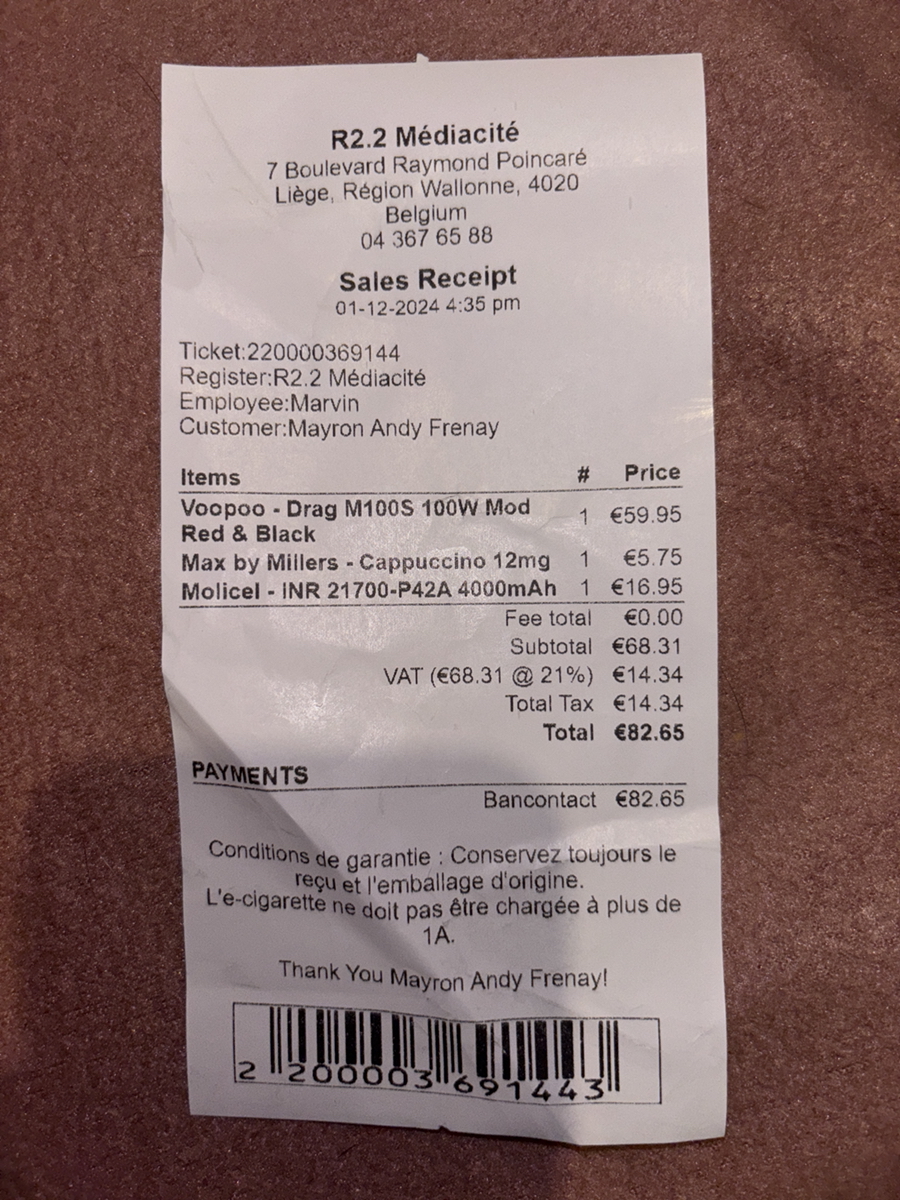 R2.2 Médiacité
7 Boulevard Raymond Poincaré
Liège, Région Wallonne, 4020
Belgium
04 367 65 88
Sales Receipt
01-12-2024 4:35 pm
Ticket:220000369144
Register:R2.2 Médiacité
Employee:Marvin
Customer:Mayron Andy Frenay
Items # Price
Voopoo - Drag M100S 100W Mod 1 €59.95
Red & Black
Max by Millers - Cappuccino 12mg 1 €5.75
Molicel - INR 21700-P42A 4000mAh 1 €16.95
Fee total €0.00
Subtotal €68.31
VAT (€68.31 @ 21%) €14.34
Total Tax €14.34
Total €82.65
PAYMENTS
Bancontact €82.65
Conditions de garantie : Conservez toujours le
reçu et l'emballage d'origine.
L'e-cigarette ne doit pas être chargée à plus de
1A.
Thank You Mayron Andy Frenay!
2 200003 691443